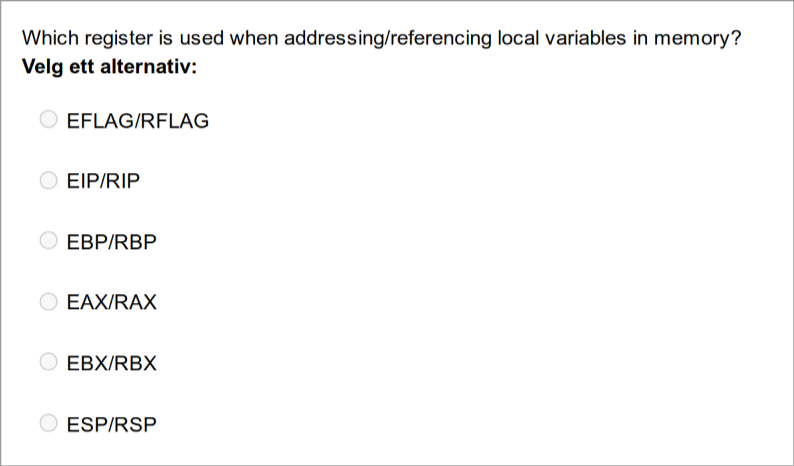 Which register is used when addressing/referencing local variables in memory?
Velg ett alternativ:
EFLAG/RFLAG
EIP/RIP
EBP/RBP
EAX/RAX
EBX/RBX
ESP/RSP